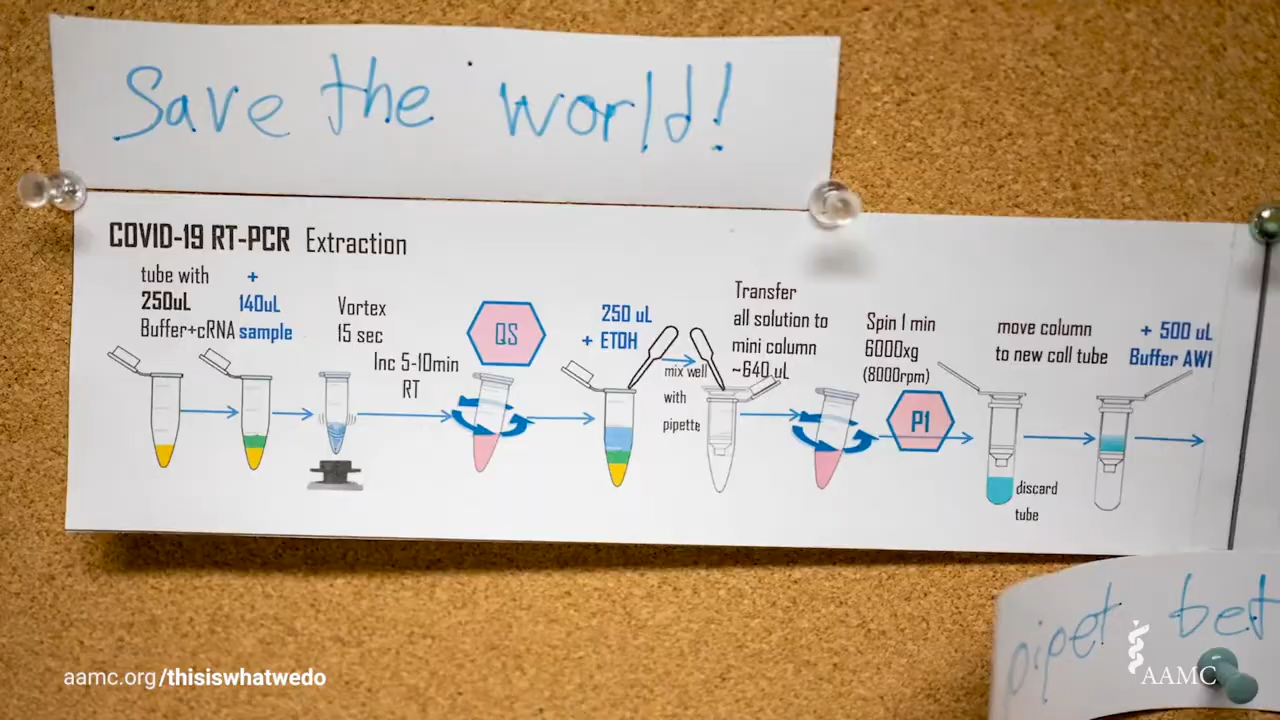 Save the world!
COVID-19 RT-PCR Extraction
tube with
250uL
Buffer+cRNA
+
140uL
sample
Vortex
15 sec
Inc 5-10min
RT
QS
250 uL
+ ETOH
mix well
with
pipette
Transfer
all solution to
mini column
~640 uL
Spin 1 min
6000xg
(8000rpm)
P1
move column
to new coll tube
discard
tube
+ 500 uL
Buffer AW1
pipet bet
aamc.org/thisiswhatwedo
AAMC